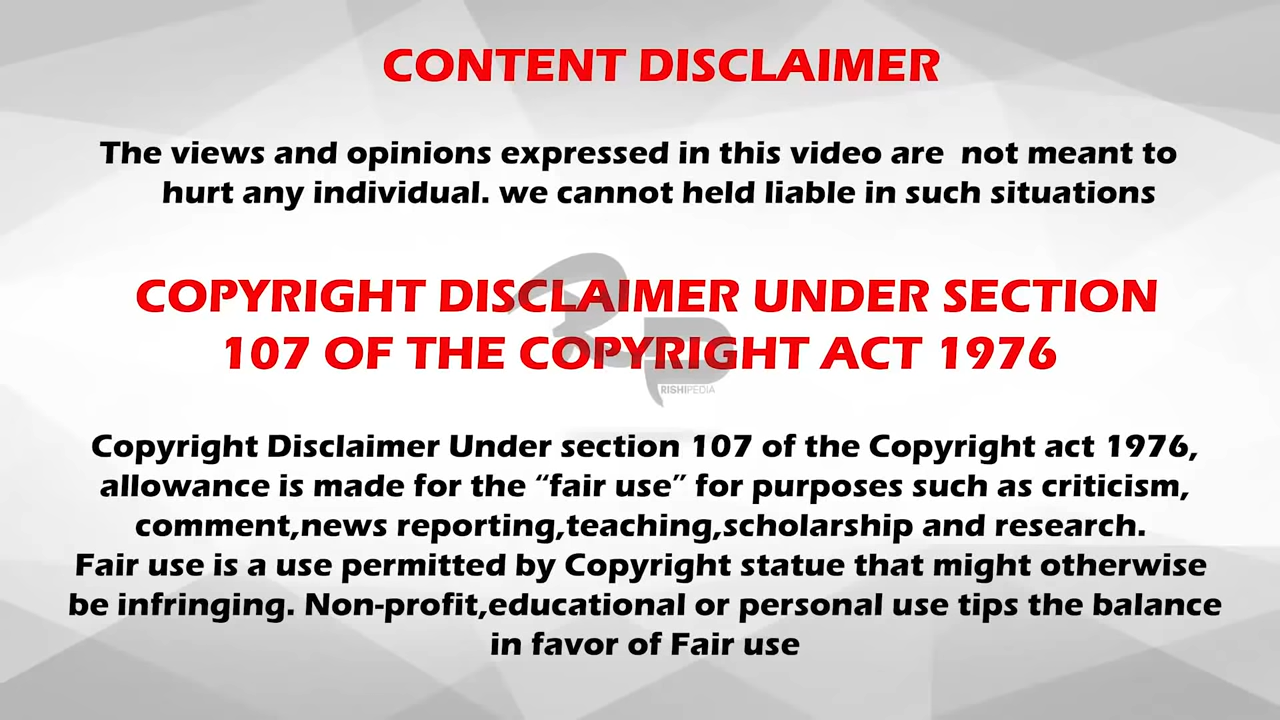 CONTENT DISCLAIMER
The views and opinions expressed in this video are not meant to
hurt any individual. we cannot held liable in such situations
COPYRIGHT DISCLAIMER UNDER SECTION
107 OF THE COPYRIGHT ACT 1976
RISHIPEDIA
Copyright Disclaimer Under section 107 of the Copyright act 1976,
allowance is made for the “fair use” for purposes such as criticism,
comment,news reporting,teaching,scholarship and research.
Fair use is a use permitted by Copyright statue that might otherwise
be infringing. Non-profit,educational or personal use tips the balance
in favor of Fair use